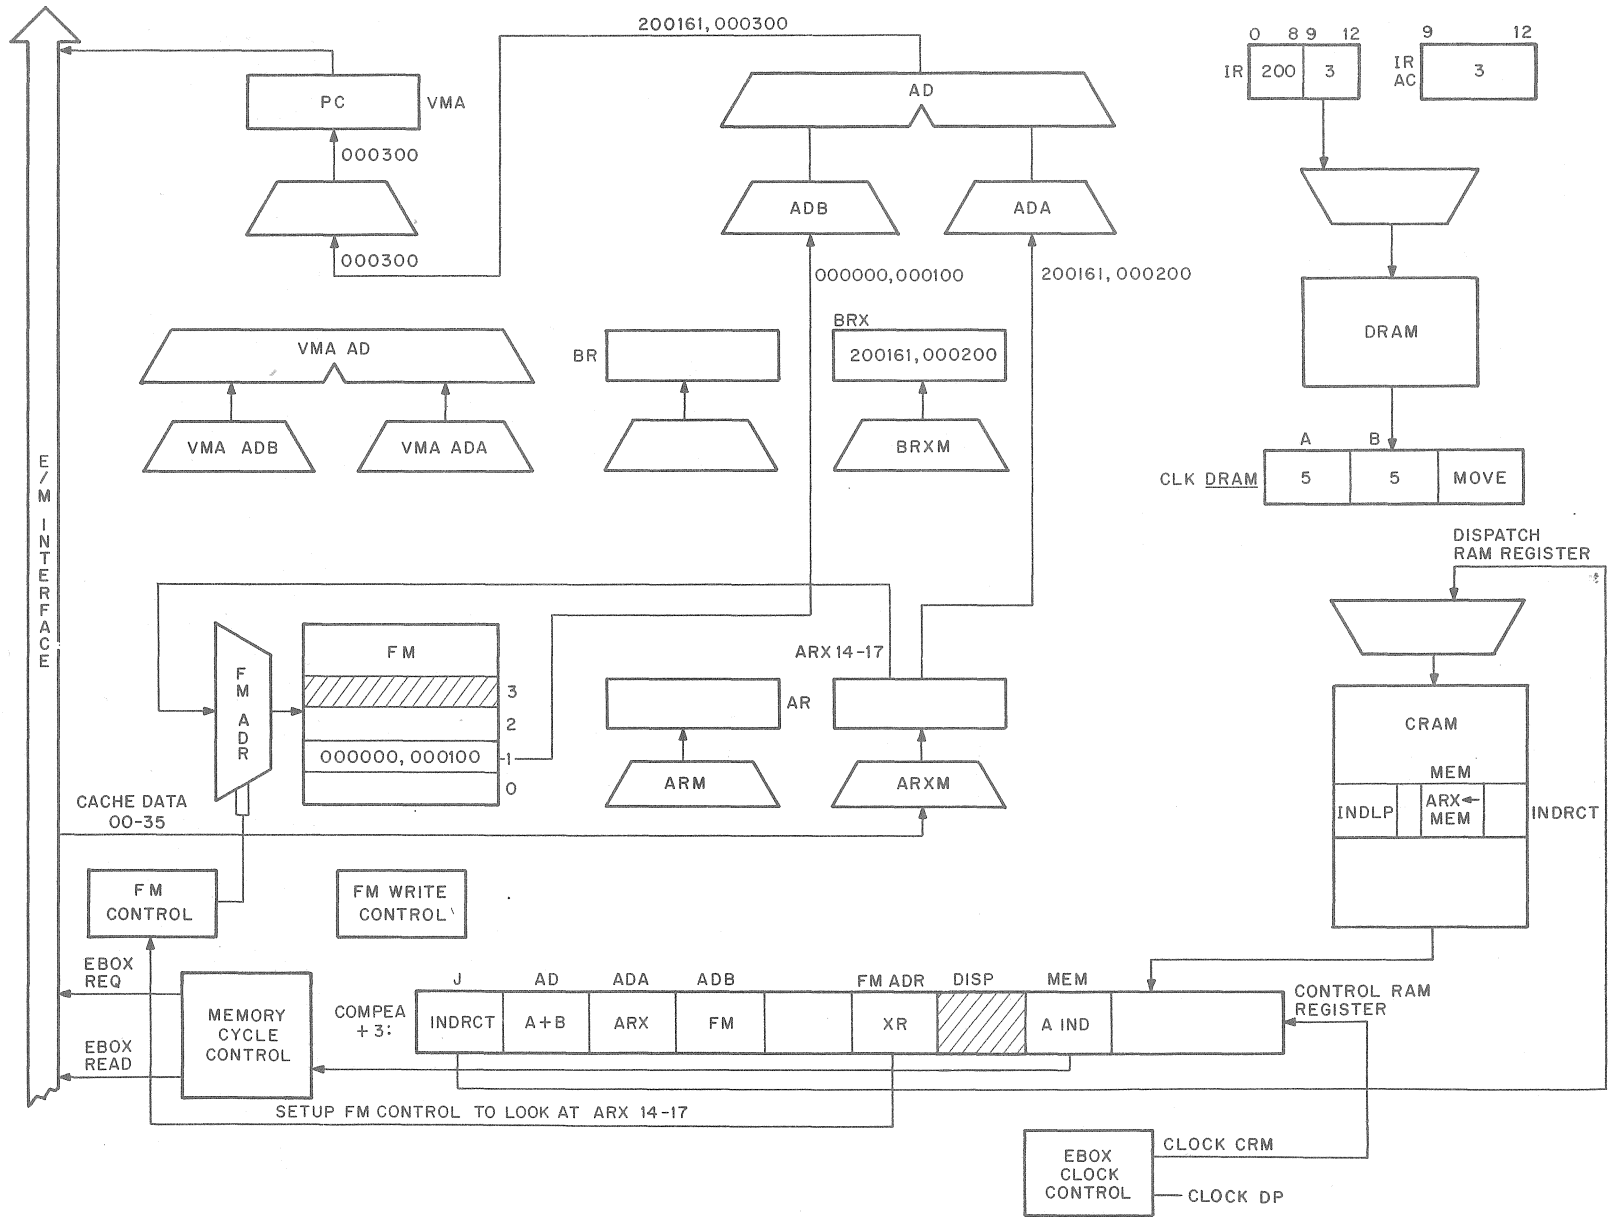 200161,000300
0 8 9 12
9 12
IR 200 3
IR
AC
3
PC VMA
AD
000300
ADB
ADA
000300
000000,000100
200161,000200
DRAM
VMA AD
BR
BRX
200161,000200
VMA ADB
VMA ADA
BRXM
A B
CLK DRAM 5 5 MOVE
E/M INTERFACE
DISPATCH
RAM REGISTER
ARX 14-17
FM ADR
FM
3
2
000000,000100 1
0
AR
ARM
ARXM
CRAM
MEM
INDLP
ARX←
MEM
INDRCT
CACHE DATA
00-35
FM
CONTROL
FM WRITE
CONTROL
EBOX
REQ
EBOX
READ
MEMORY
CYCLE
CONTROL
J AD ADA ADB FM ADR DISP MEM
COMPEA
+3:
INDRCT A+B ARX FM XR A IND
CONTROL RAM
REGISTER
SETUP FM CONTROL TO LOOK AT ARX 14-17
EBOX
CLOCK
CONTROL
CLOCK CRM
CLOCK DP